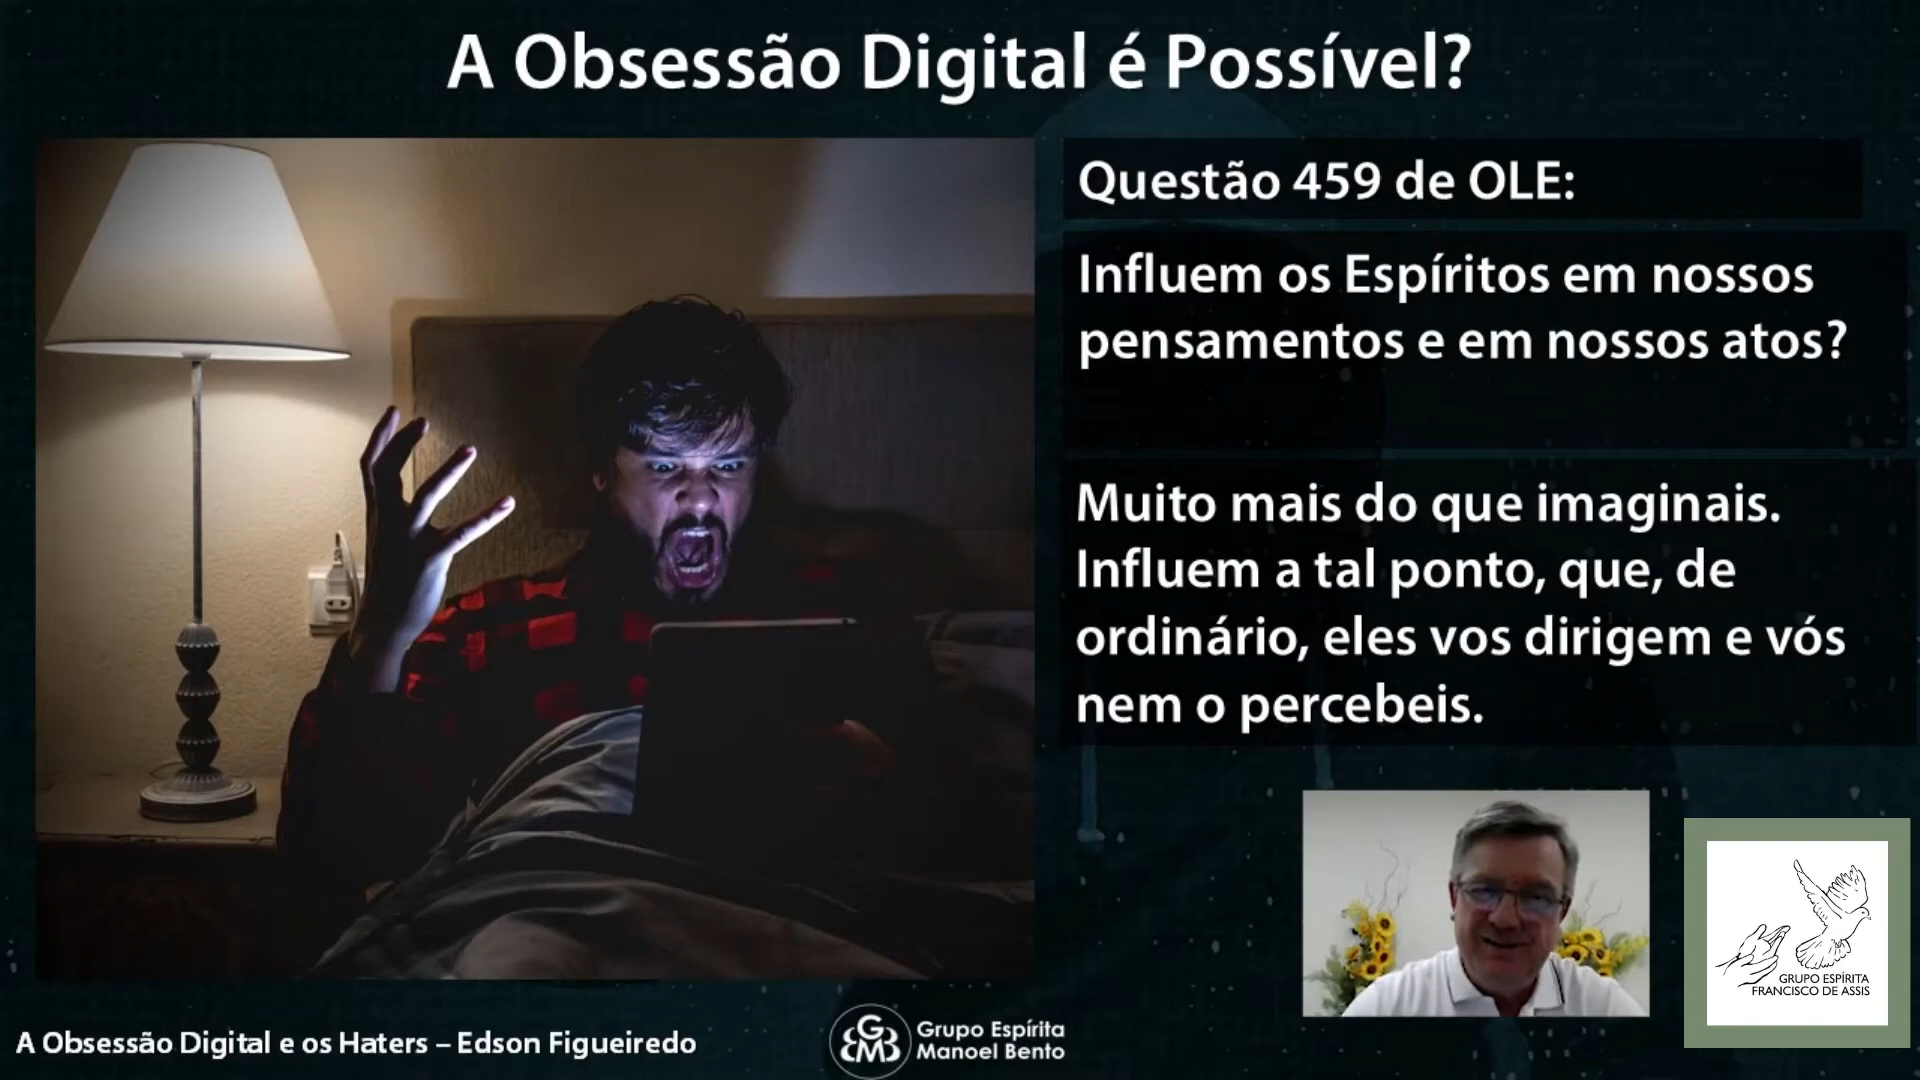 A Obsessão Digital é Possível?
Questão 459 de OLE:
Influem os Espíritos em nossos
pensamentos e em nossos atos?
Muito mais do que imaginais.
Influem a tal ponto, que, de
ordinário, eles vos dirigem e vós
nem o percebeis.
GRUPO ESPÍRITA
FRANCISCO DE ASSIS
A Obsessão Digital e os Haters – Edson Figueiredo
GEMB
Grupo Espírita
Manoel Bento